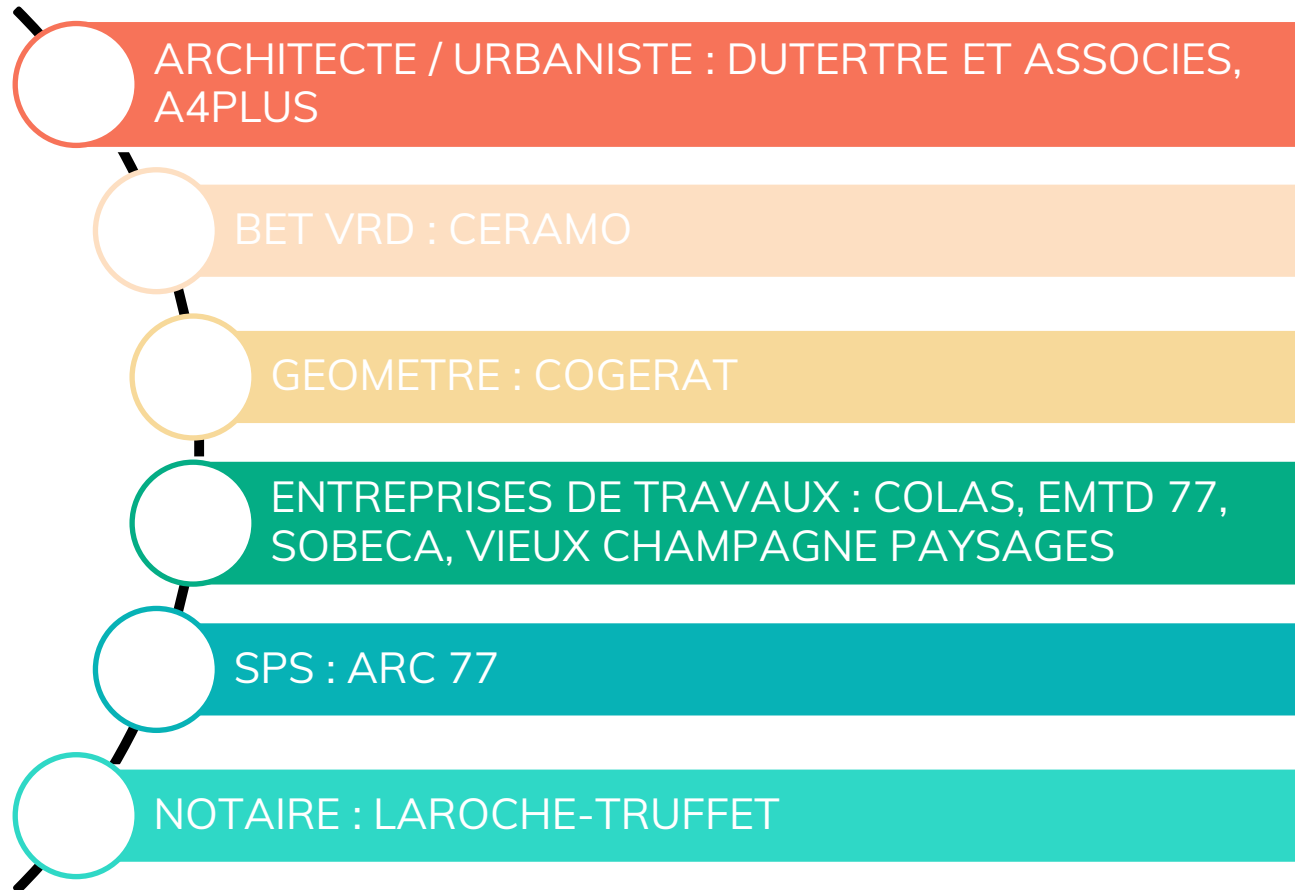 ARCHITECTE / URBANISTE : DUTERTRE ET ASSOCIES,
A4PLUS
BET VRD : CERAMO
GEOMETRE : COGERAT
ENTREPRISES DE TRAVAUX : COLAS, EMTD 77,
SOBECA, VIEUX CHAMPAGNE PAYSAGES
SPS : ARC 77
NOTAIRE : LAROCHE-TRUFFET